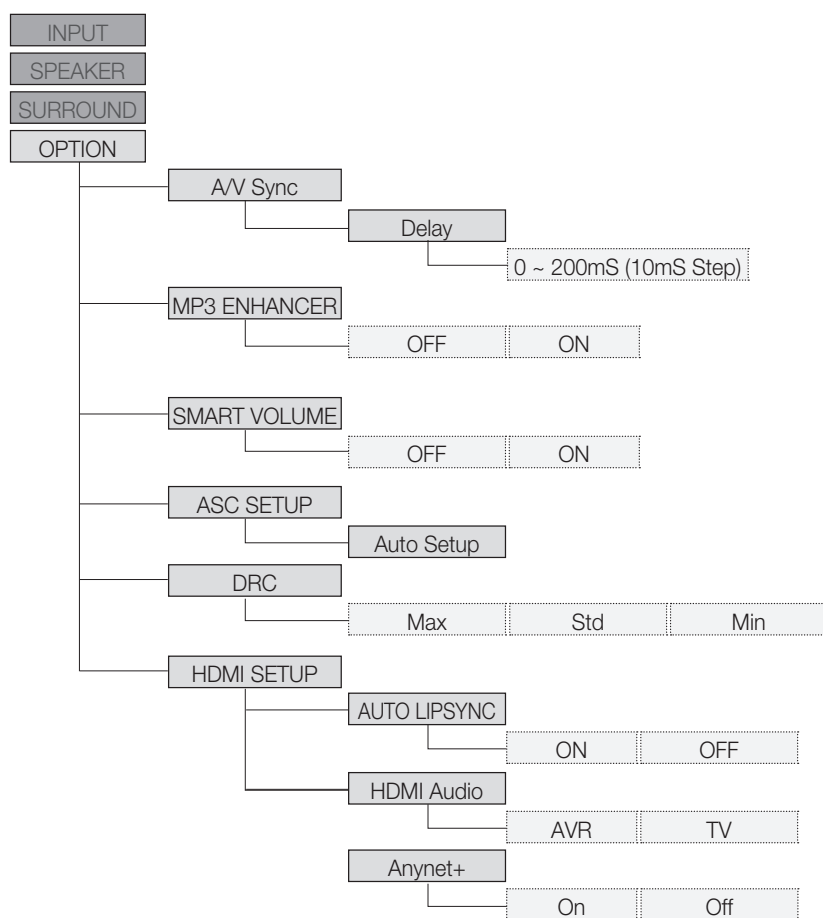 INPUT
SPEAKER
SURROUND
OPTION
A/V Sync
Delay
0 ~ 200mS (10mS Step)
MP3 ENHANCER
OFF ON
SMART VOLUME
OFF ON
ASC SETUP
Auto Setup
DRC
Max Std Min
HDMI SETUP
AUTO LIPSYNC
ON OFF
HDMI Audio
AVR TV
Anynet+
On Off